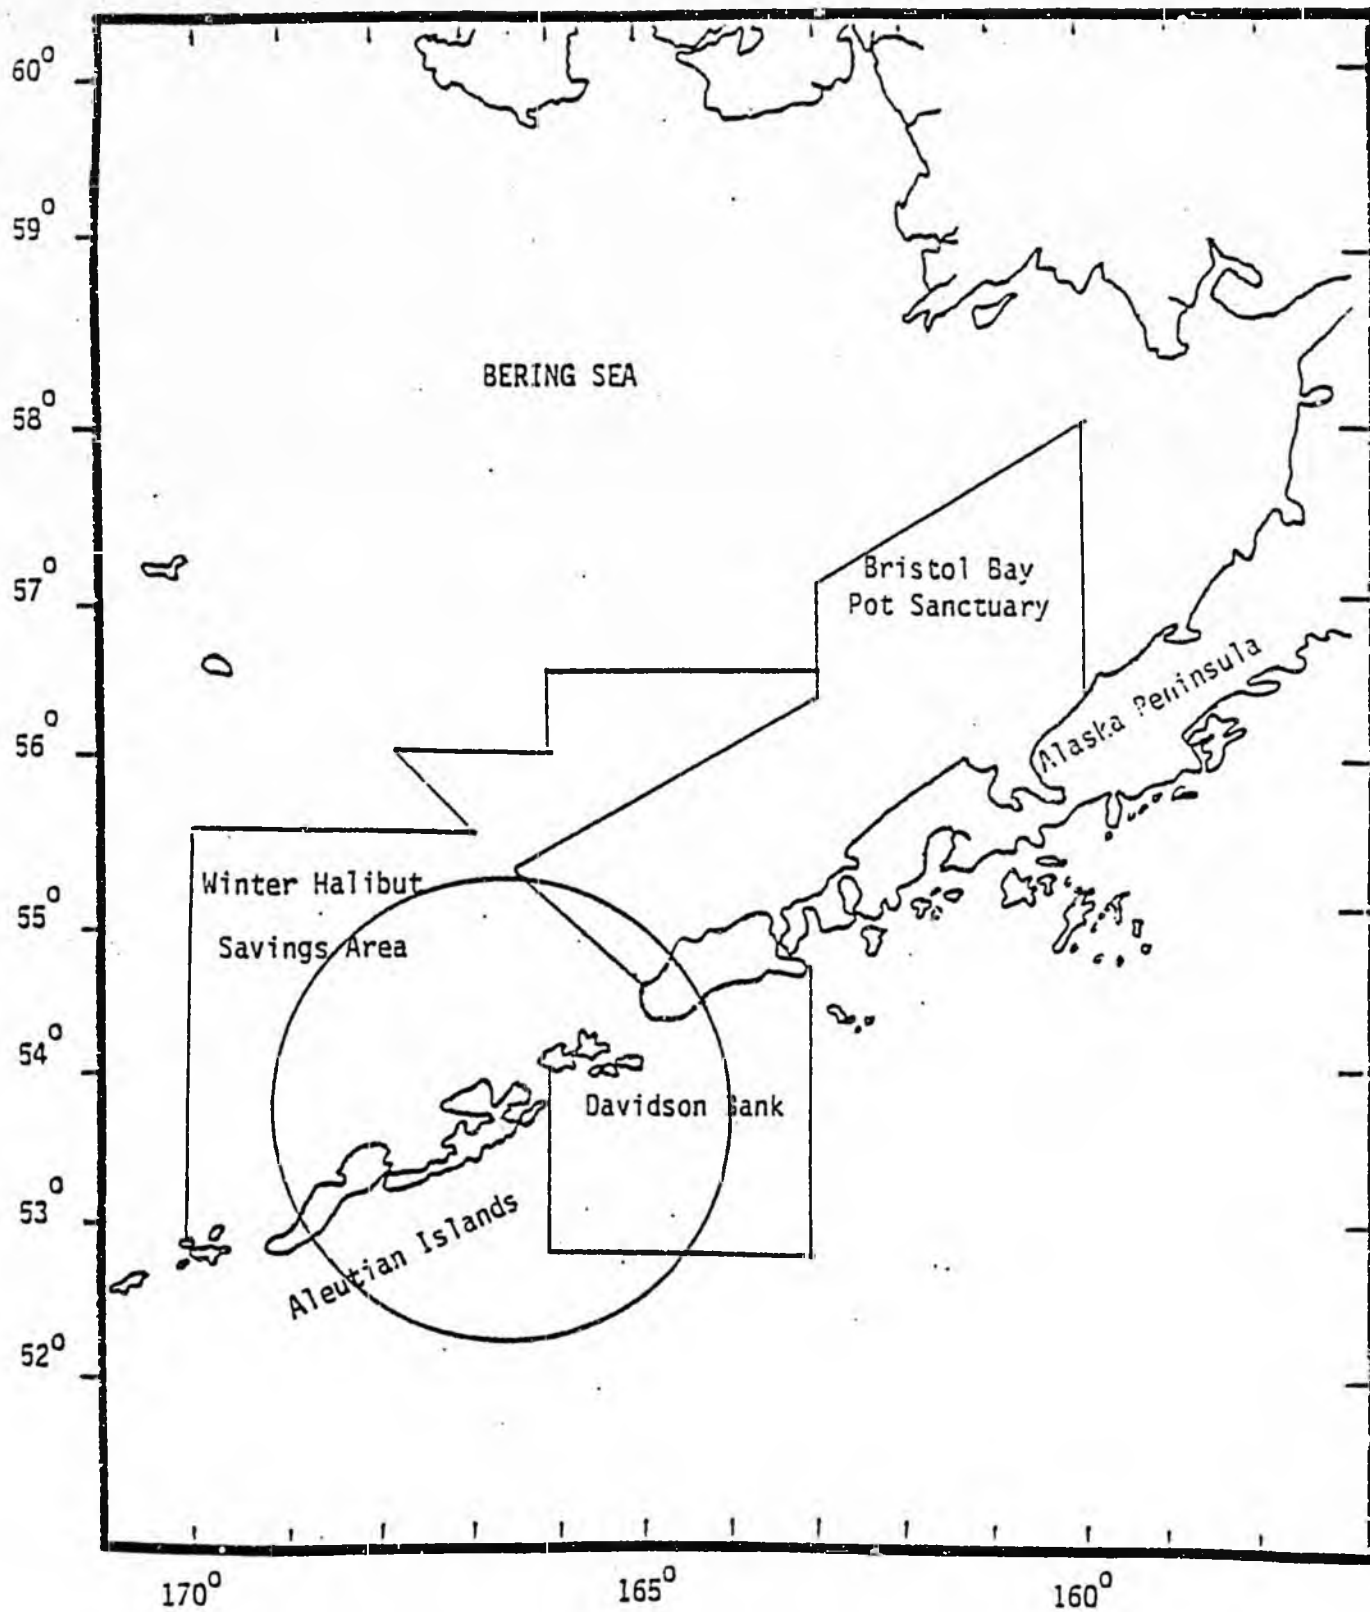 60°
59°
BERING SEA
58°
57°
Bristol Bay
Pot Sanctuary
Alaska Peninsula
56°
Winter Halibut
Savings Area
55°
54°
Davidson Bank
53°
Aleutian Islands
52°
170°
165°
160°